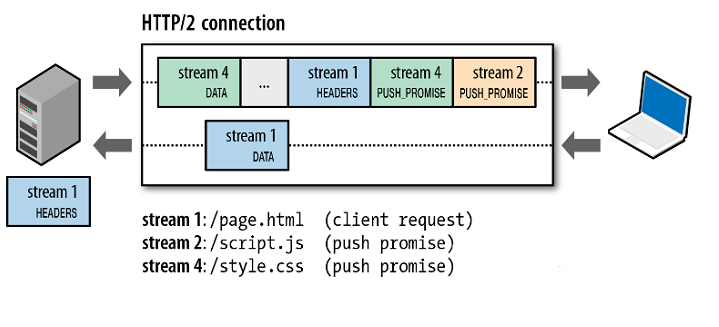 HTTP/2 connection
stream 4 ... stream 1 stream 4 stream 2
DATA HEADERS PUSH_PROMISE PUSH_PROMISE
stream 1
DATA
stream 1
HEADERS
stream 1: /page.html (client request)
stream 2: /script.js (push promise)
stream 4: /style.css (push promise)